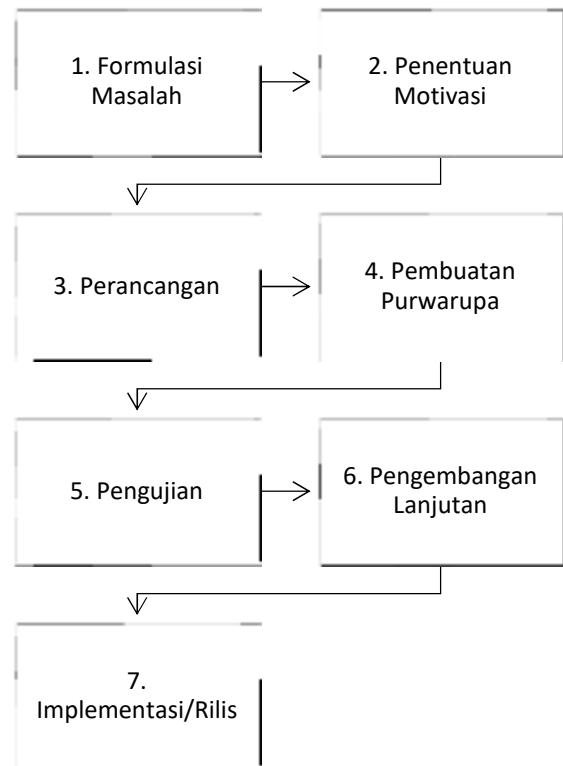 1. Formulasi
Masalah
2. Penentuan
Motivasi
3. Perancangan
4. Pembuatan
Purwarupa
5. Pengujian
6. Pengembangan
Lanjutan
7.
Implementasi/Rilis